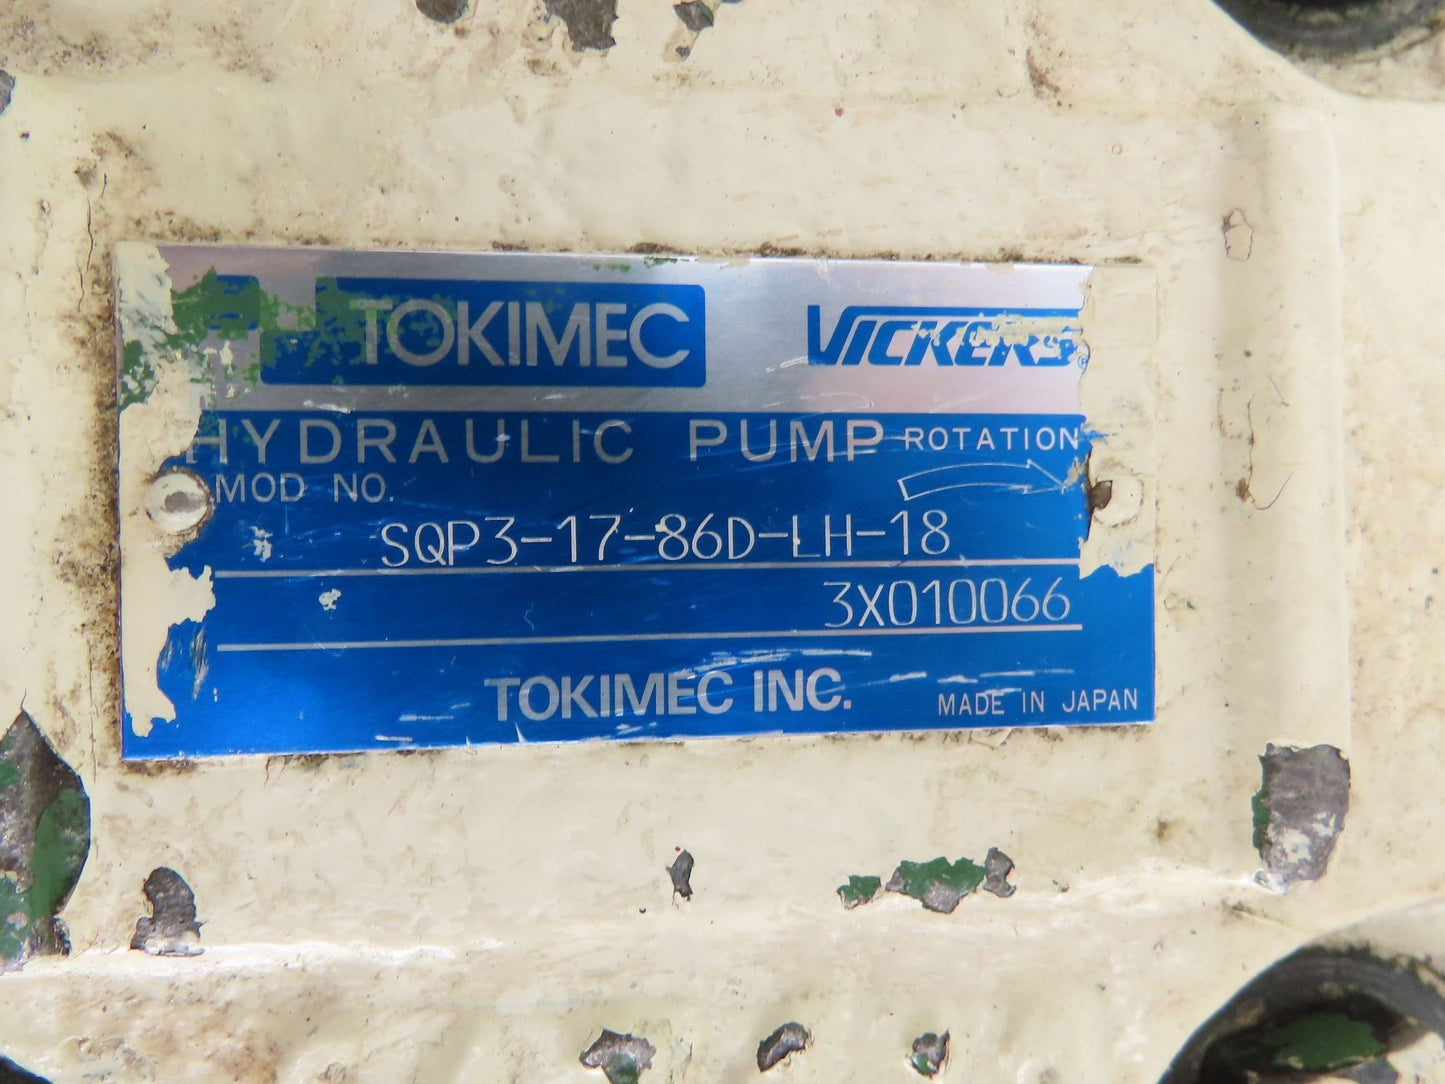 TOKIMEC VICKERS®
HYDRAULIC PUMP ROTATION
MOD NO.
SQP3-17-86D-LH-18
3X010066
TOKIMEC INC. MADE IN JAPAN